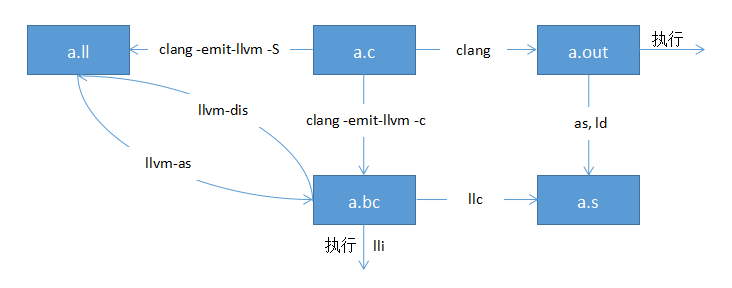 a.ll
clang -emit-llvm -S
a.c
clang
a.out
执行
llvm-dis
clang -emit-llvm -c
as, ld
llvm-as
a.bc
llc
a.s
执行 lli